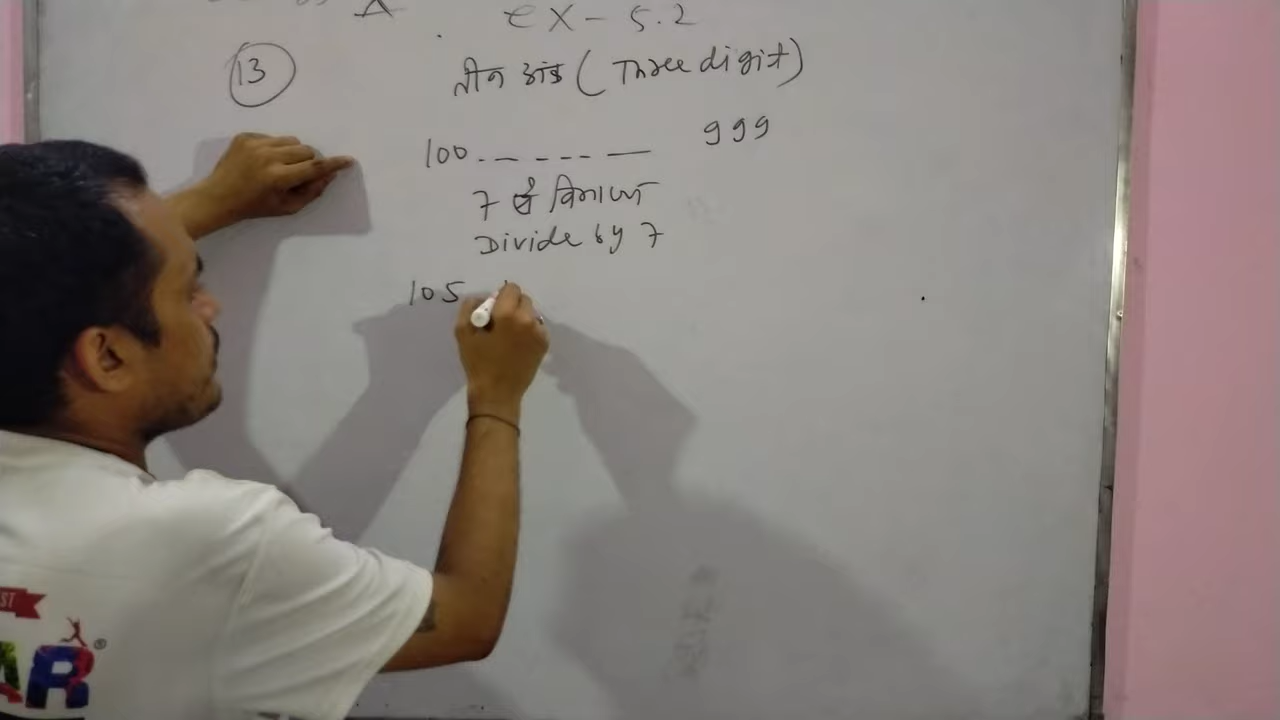 ex - 5.2
13
तीन अंक (Three digit)
100 - - - - - - 999
7 से विभाज्य
Divide by 7
105